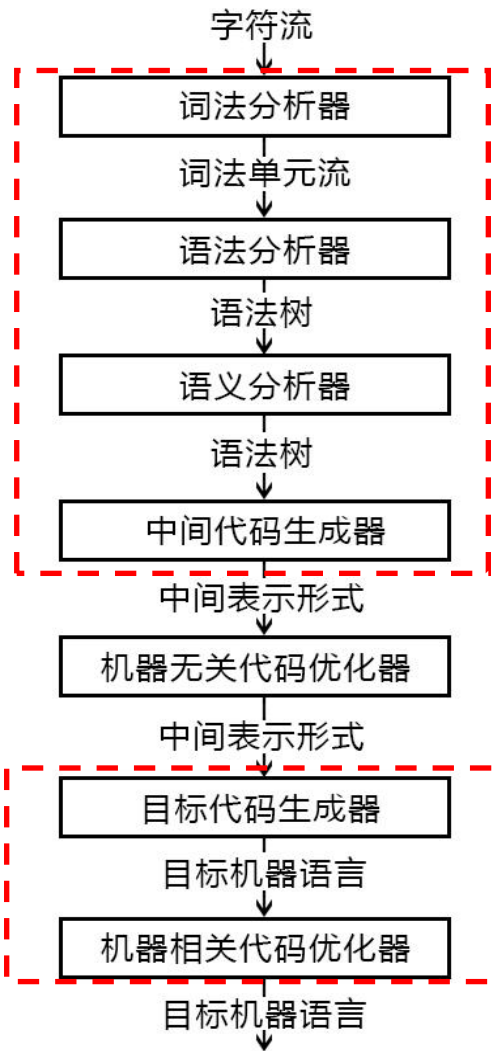 字符流
词法分析器
词法单元流
语法分析器
语法树
语义分析器
语法树
中间代码生成器
中间表示形式
机器无关代码优化器
中间表示形式
目标代码生成器
目标机器语言
机器相关代码优化器
目标机器语言